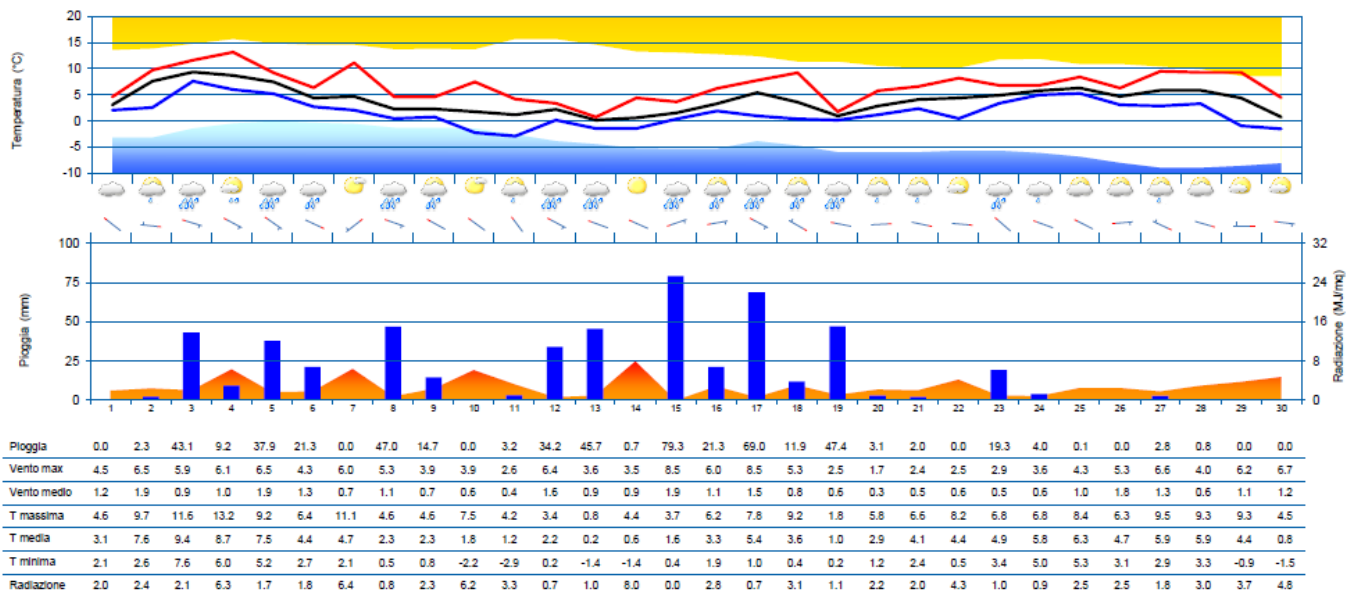 20
15
10
5
0
-5
-10
Temperatura (°C)
100
75
50
25
0
Pioggia (mm)
32
24
16
8
0
Radiazione (MJ/mq)
1 2 3 4 5 6 7 8 9 10 11 12 13 14 15 16 17 18 19 20 21 22 23 24 25 26 27 28 29 30
Pioggia 0.0 2.3 43.1 9.2 37.9 21.3 0.0 47.0 14.7 0.0 3.2 34.2 45.7 0.7 79.3 21.3 69.0 11.9 47.4 3.1 2.0 0.0 19.3 4.0 0.1 0.0 2.8 0.8 0.0 0.0
Vento max 4.5 6.5 5.9 6.1 6.5 4.3 6.0 5.3 3.9 3.9 2.6 6.4 3.6 3.5 8.5 6.0 8.5 5.3 2.5 1.7 2.4 2.5 2.9 3.6 4.3 5.3 6.6 4.0 6.2 6.7
Vento medio 1.2 1.9 0.9 1.0 1.9 1.3 0.7 1.1 0.7 0.6 0.4 1.6 0.9 0.9 1.9 1.1 1.5 0.8 0.6 0.3 0.5 0.6 0.5 0.6 1.0 1.8 1.3 0.6 1.1 1.2
T massima 4.6 9.7 11.6 13.2 9.2 6.4 11.1 4.6 4.6 7.5 4.2 3.4 0.8 4.4 3.7 6.2 7.8 9.2 1.8 5.8 6.6 8.2 6.8 6.8 8.4 6.3 9.5 9.3 9.3 4.5
T media 3.1 7.6 9.4 8.7 7.5 4.4 4.7 2.3 2.3 1.8 1.2 2.2 0.2 0.6 1.6 3.3 5.4 3.6 1.0 2.9 4.1 4.4 4.9 5.8 6.3 4.7 5.9 5.9 4.4 0.8
T minima 2.1 2.6 7.6 6.0 5.2 2.7 2.1 0.5 0.8 -2.2 -2.9 0.2 -1.4 -1.4 0.4 1.9 1.0 0.4 0.2 1.2 2.4 0.5 3.4 5.0 5.3 3.1 2.9 3.3 -0.9 -1.5
Radiazione 2.0 2.4 2.1 6.3 1.7 1.8 6.4 0.8 2.3 6.2 3.3 0.7 1.0 8.0 0.0 2.8 0.7 3.1 1.1 2.2 2.0 4.3 1.0 0.9 2.5 2.5 1.8 3.0 3.7 4.8